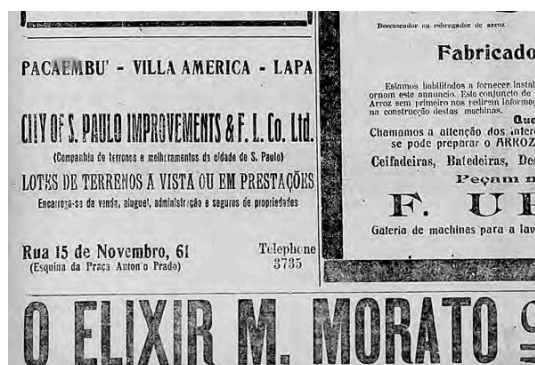 PACAEMBU' - VILLA AMERICA - LAPA
CITY OF S. PAULO IMPROVEMENTS & F. L. Co. Ltd.
(Companhia de terrenos e melhoramentos da cidade de S. Paulo)
LOTES DE TERRENOS A VISTA OU EM PRESTAÇÕES
Encarrega-se da venda, aluguel, administração e seguros de propriedades
Rua 15 de Novembro, 61
(Esquina da Praça Antonio Prado)
Telephone
3735
Descascador ou esbrugador de arroz
Fabricado
Estamos habilitados a fornecer instal
ornam este annuncio. Este conjuncto de
Arroz sem primeiro nos pedirem informaç
na construcção destas machinas.
Que
Chamamos a attenção dos inter
se pode preparar o ARROZ
Ceifadeiras, Batedeiras, Des
Peçam
F. U
Galeria de machinas para a lav
O ELIXIR M. MORATO